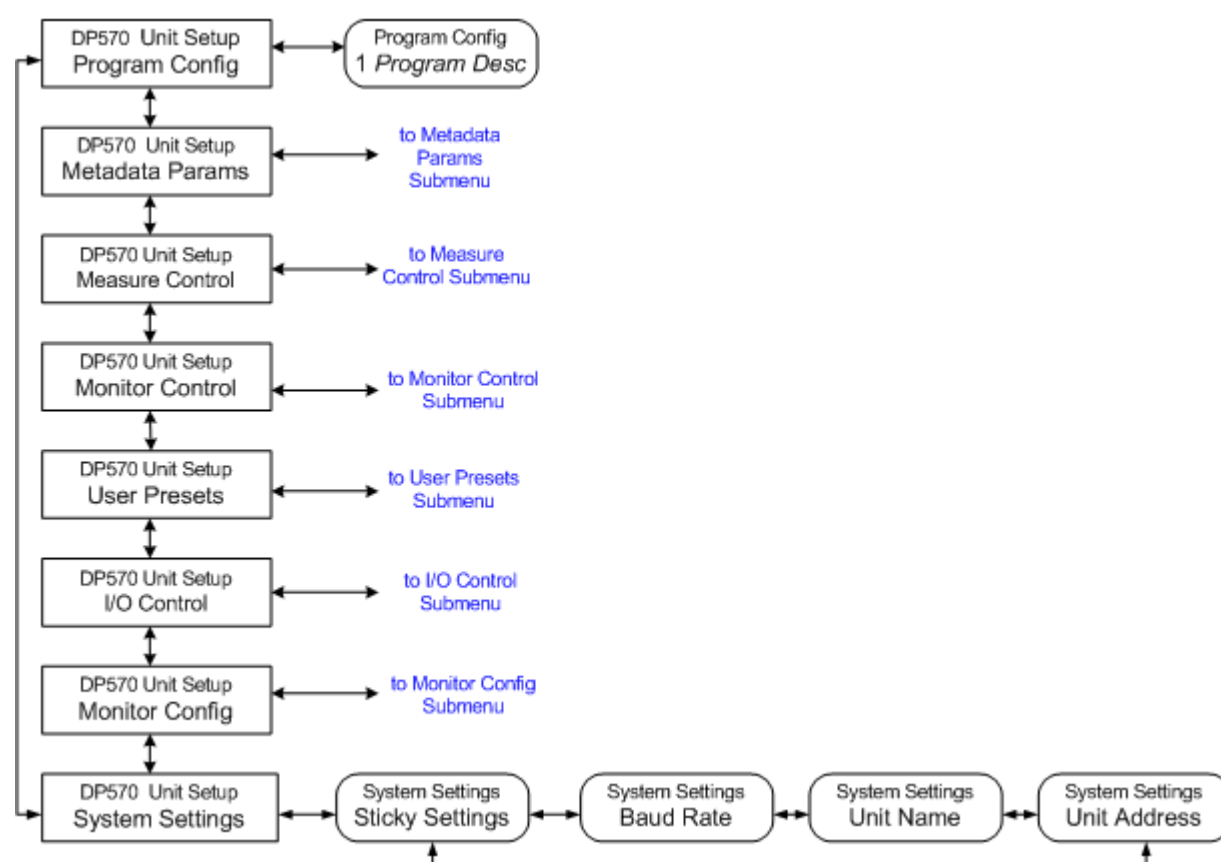 DP570 Unit Setup
Program Config
Program Config
1 Program Desc
DP570 Unit Setup
Metadata Params
to Metadata
Params
Submenu
DP570 Unit Setup
Measure Control
to Measure
Control Submenu
DP570 Unit Setup
Monitor Control
to Monitor Control
Submenu
DP570 Unit Setup
User Presets
to User Presets
Submenu
DP570 Unit Setup
I/O Control
to I/O Control
Submenu
DP570 Unit Setup
Monitor Config
to Monitor Config
Submenu
DP570 Unit Setup
System Settings
System Settings
Sticky Settings
System Settings
Baud Rate
System Settings
Unit Name
System Settings
Unit Address